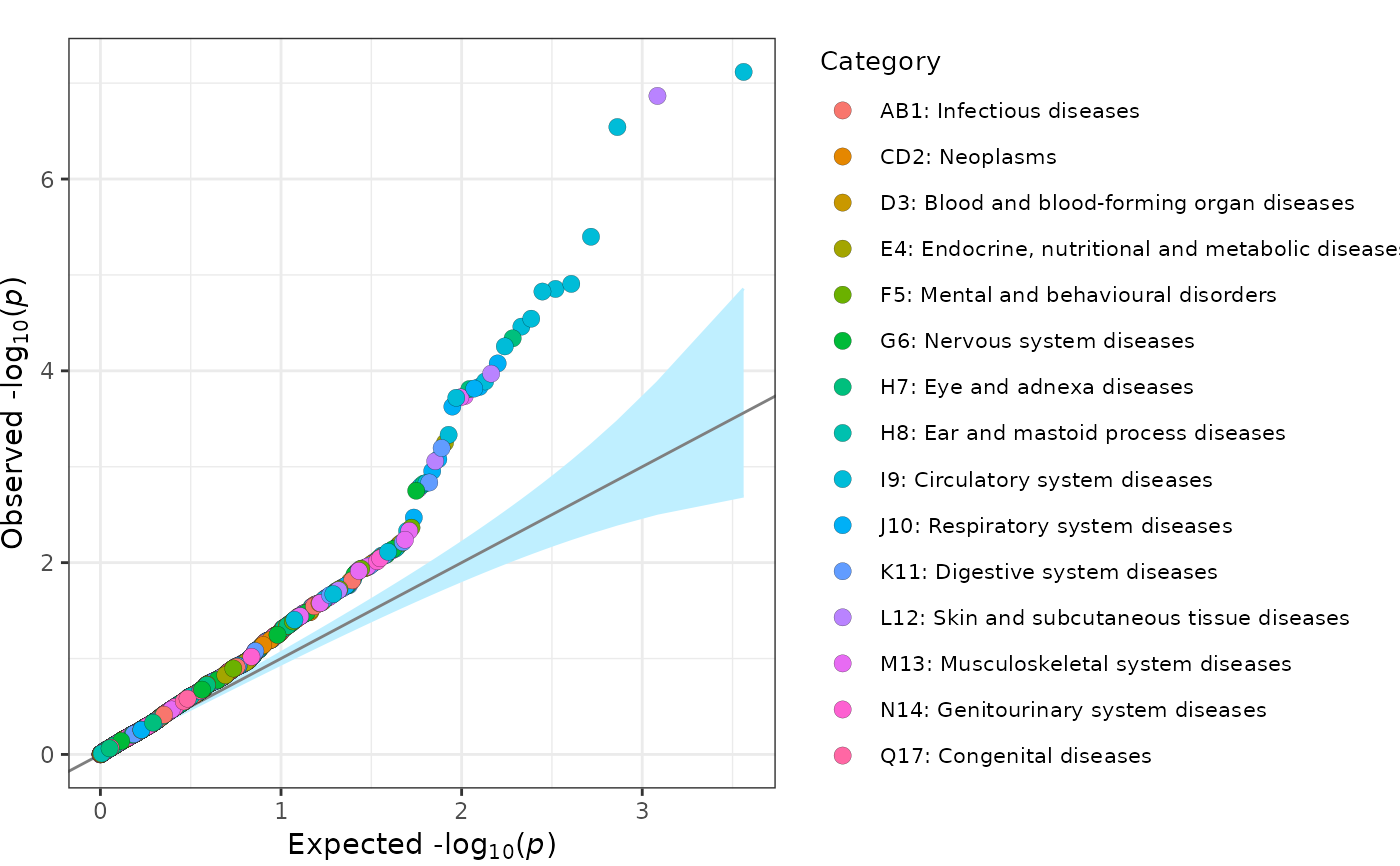 Category
AB1: Infectious diseases
CD2: Neoplasms
D3: Blood and blood-forming organ diseases
E4: Endocrine, nutritional and metabolic diseases
F5: Mental and behavioural disorders
G6: Nervous system diseases
H7: Eye and adnexa diseases
H8: Ear and mastoid process diseases
I9: Circulatory system diseases
J10: Respiratory system diseases
K11: Digestive system diseases
L12: Skin and subcutaneous tissue diseases
M13: Musculoskeletal system diseases
N14: Genitourinary system diseases
Q17: Congenital diseases
Observed -log10(p)
6
4
2
0
0 1 2 3
Expected -log10(p)